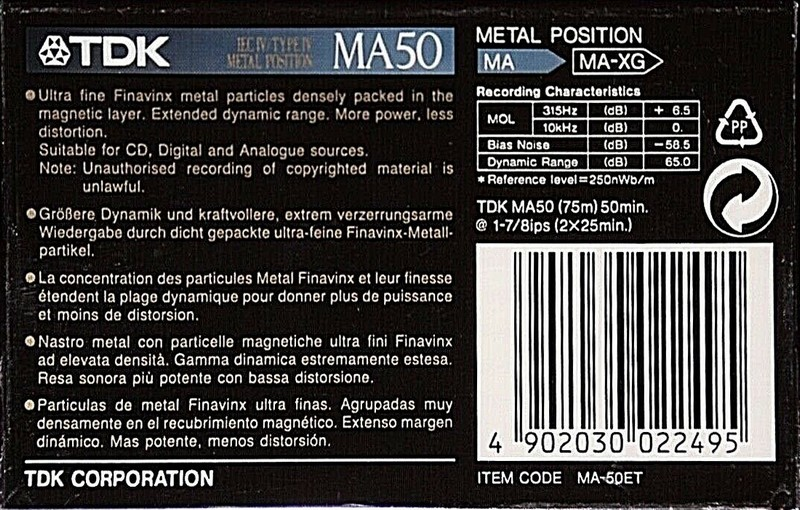 TDK IEC IV/TYPE IV MA50
METAL POSITION
Ultra fine Finavinx metal particles densely packed in the
magnetic layer. Extended dynamic range. More power, less
distortion.
Suitable for CD, Digital and Analogue sources.
Note: Unauthorised recording of copyrighted material is
unlawful.
Größere Dynamik und kraftvollere, extrem verzerrungsarme
Wiedergabe durch dicht gepackte ultra-feine Finavinx-Metall-
partikel.
La concentration des particules Metal Finavinx et leur finesse
étendent la plage dynamique pour donner plus de puissance
et moins de distorsion.
Nastro metal con particelle magnetiche ultra fini Finavinx
ad elevata densità. Gamma dinamica estremamente estesa.
Resa sonora più potente con bassa distorsione.
Particulas de metal Finavinx ultra finas. Agrupadas muy
densamente en el recubrimiento magnético. Extenso margen
dinámico. Mas potente, menos distorsión.
TDK CORPORATION
METAL POSITION
MA MA-XG
Recording Characteristics
MOL 315Hz (dB) + 6.5
10kHz (dB) 0.
Bias Noise (dB) -58.5
Dynamic Range (dB) 65.0
* Reference level=250nWb/m
PP
TDK MA50 (75m) 50min.
@ 1-7/8ips (2×25min.)
4 902030 022495
ITEM CODE MA-50ET